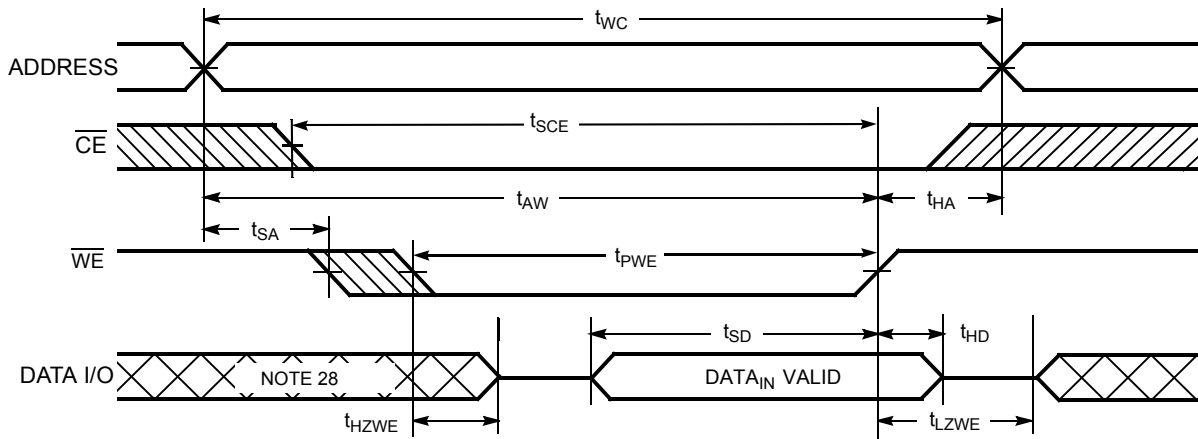 tWC
ADDRESS
CE
tSCE
tAW
tHA
tSA
WE
tPWE
tSD
tHD
DATA I/O
NOTE 28
DATAIN VALID
tHZWE
tLZWE